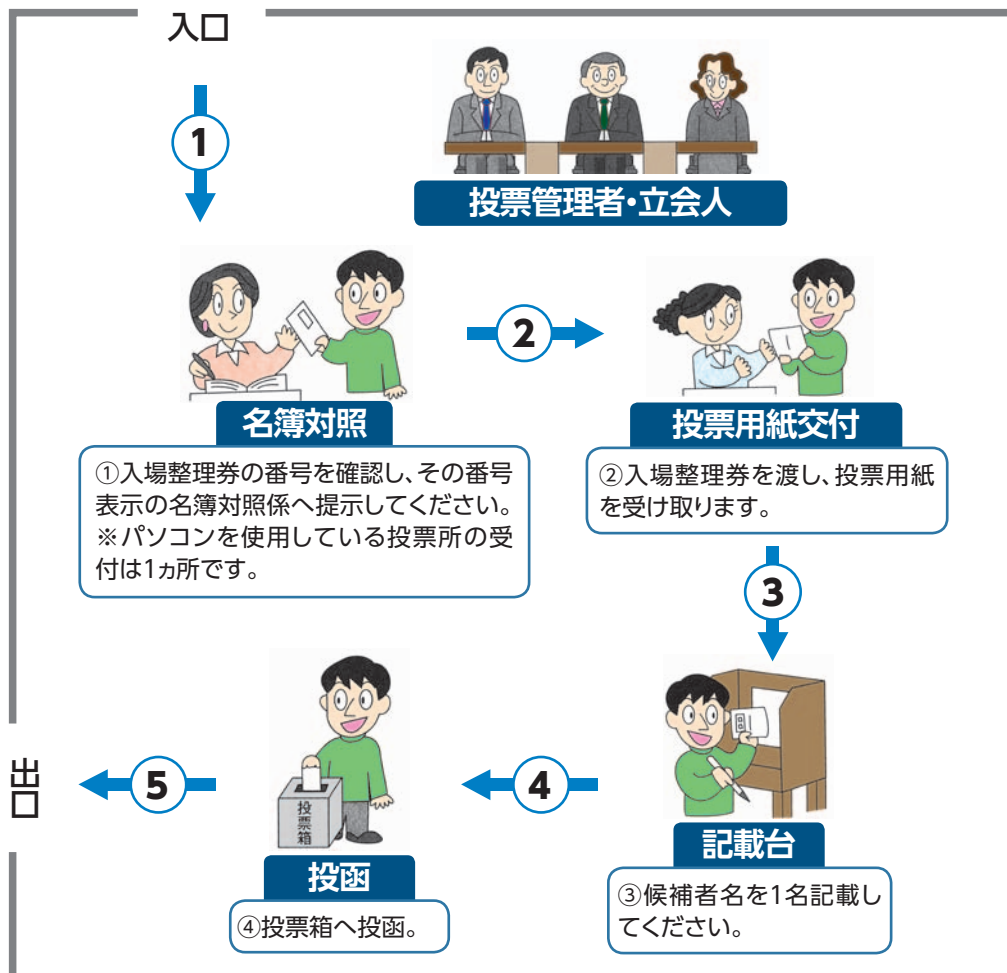 入口
1
投票管理者・立会人
2
名簿対照
①入場整理券の番号を確認し、その番号
表示の名簿対照係へ提示してください。
※パソコンを使用している投票所の受
付は1ヵ所です。
投票用紙交付
②入場整理券を渡し、投票用紙
を受け取ります。
3
記載台
③候補者名を1名記載し
てください。
4
投票箱
投函
④投票箱へ投函。
5
出口